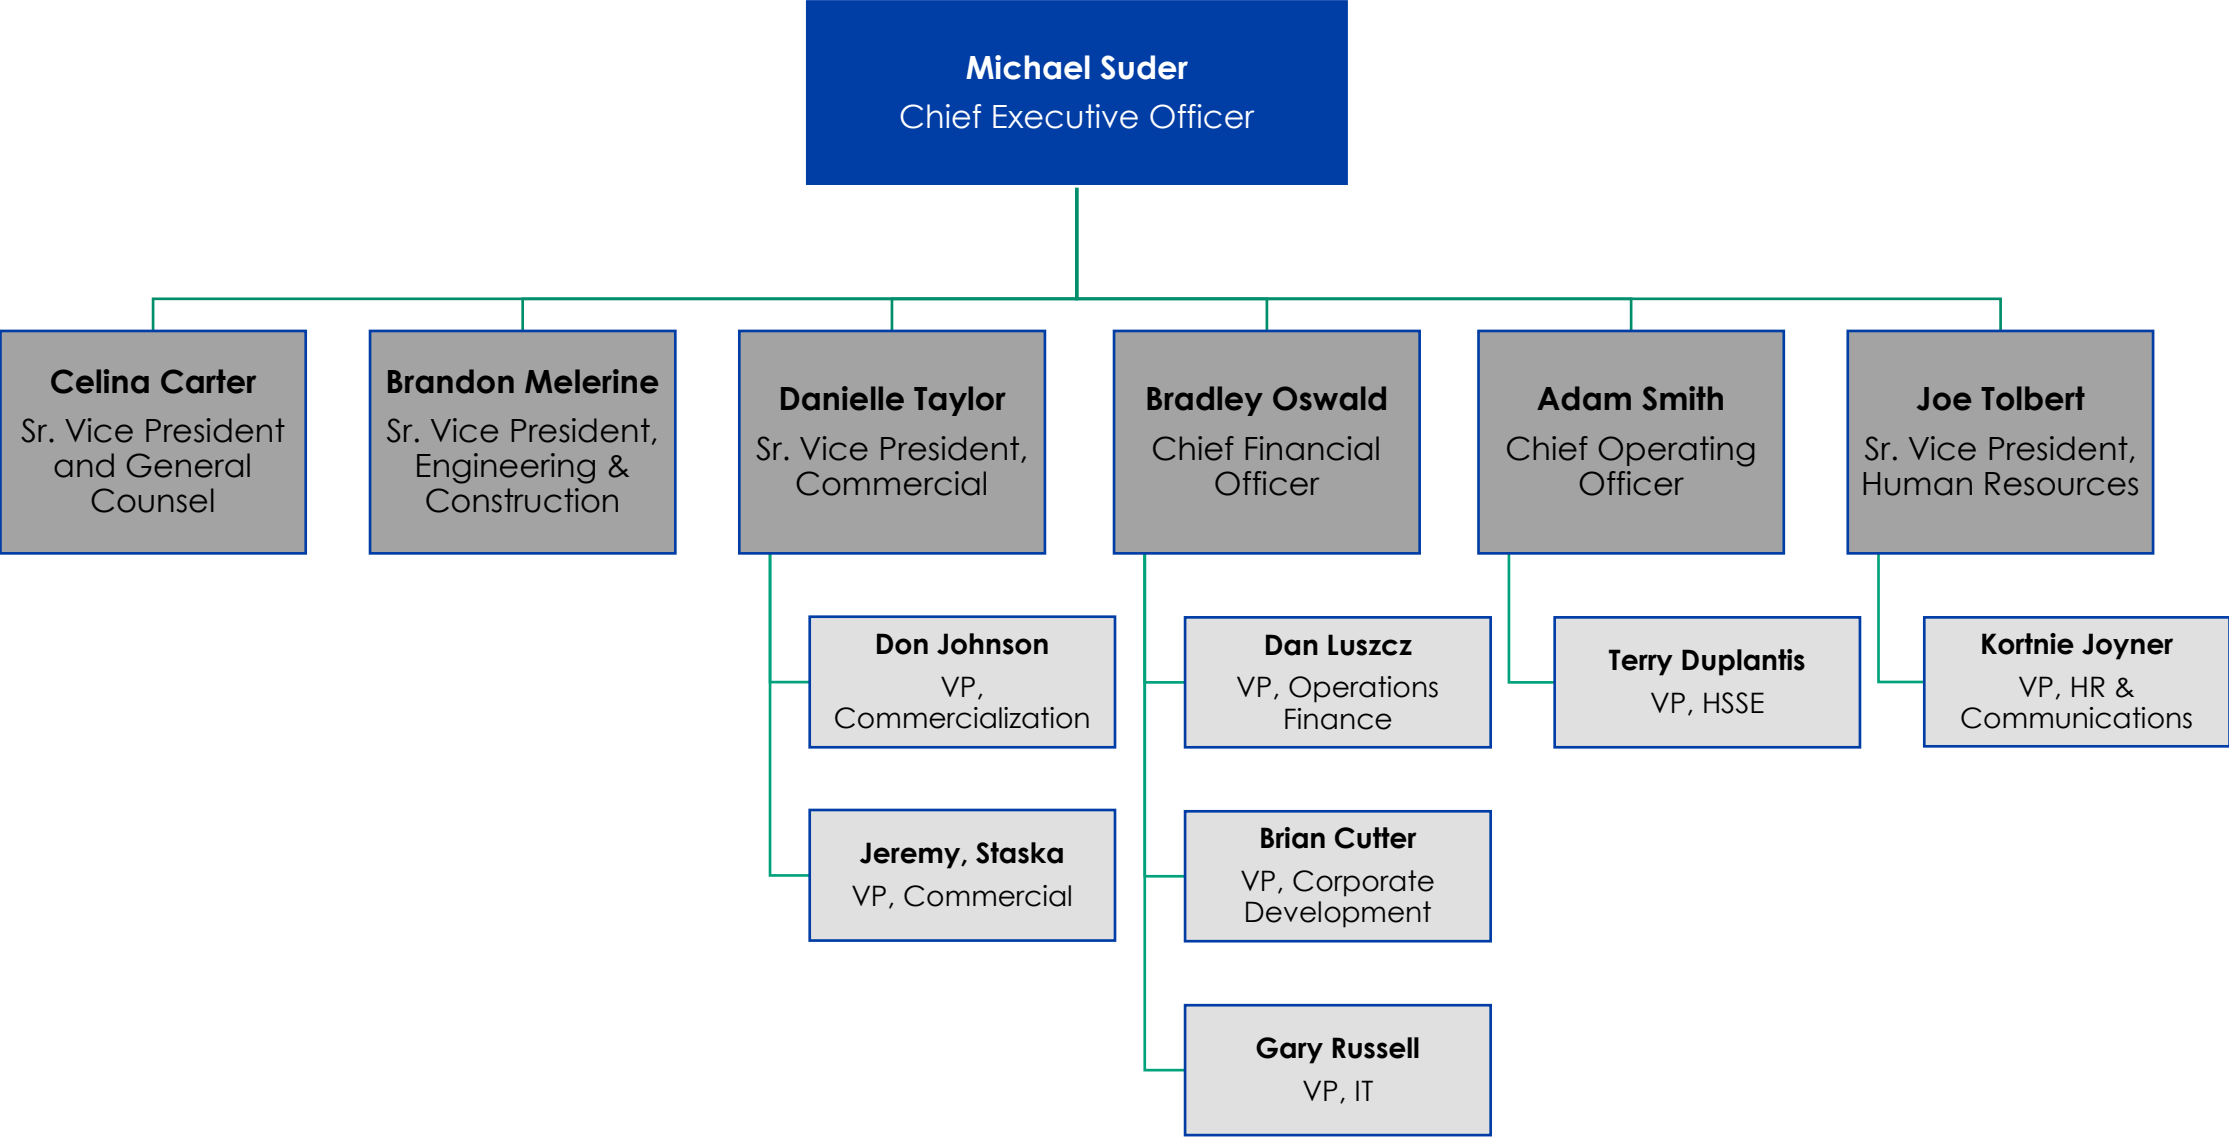 Michael Suder
Chief Executive Officer
Celina Carter
Sr. Vice President
and General
Counsel
Brandon Melerine
Sr. Vice President,
Engineering &
Construction
Danielle Taylor
Sr. Vice President,
Commercial
Bradley Oswald
Chief Financial
Officer
Adam Smith
Chief Operating
Officer
Joe Tolbert
Sr. Vice President,
Human Resources
Don Johnson
VP,
Commercialization
Jeremy, Staska
VP, Commercial
Dan Luszcz
VP, Operations
Finance
Brian Cutter
VP, Corporate
Development
Gary Russell
VP, IT
Terry Duplantis
VP, HSSE
Kortnie Joyner
VP, HR &
Communications